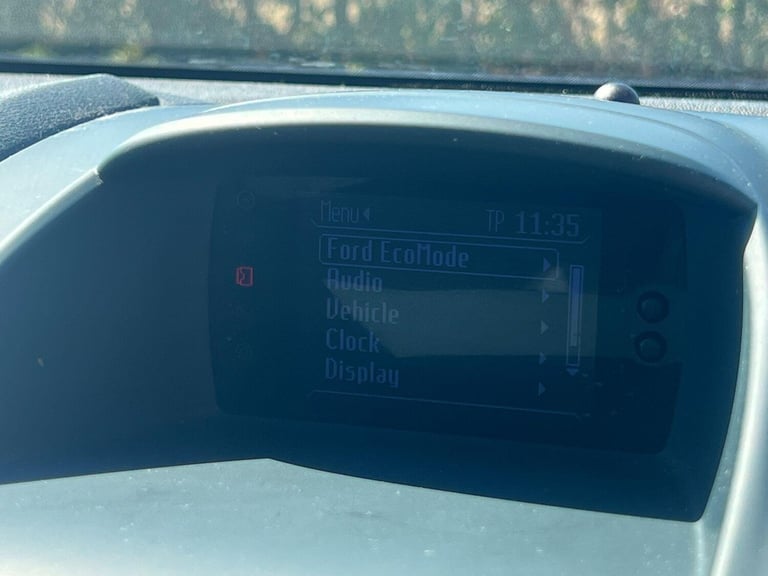 Menu
TP 11:35
Ford EcoMode
Audio
Vehicle
Clock
Display